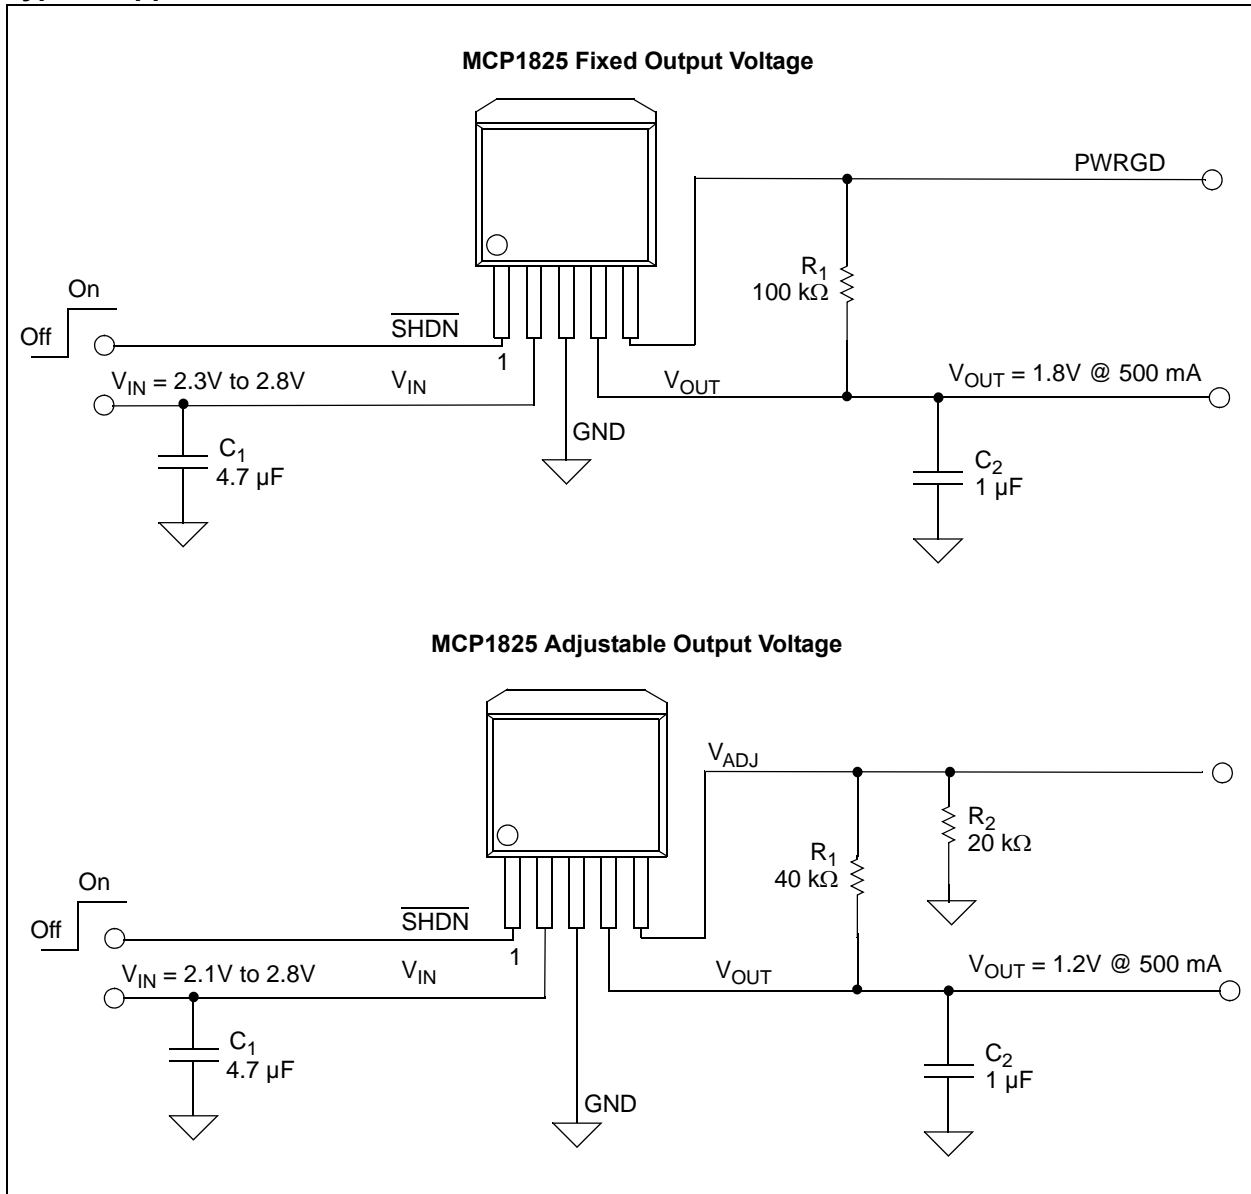 MCP1825 Fixed Output Voltage
PWRGD
R1
100 kΩ
On
Off
SHDN
1
VIN = 2.3V to 2.8V
VIN
VOUT
VOUT = 1.8V @ 500 mA
GND
C1
4.7 µF
C2
1 µF
MCP1825 Adjustable Output Voltage
VADJ
R2
20 kΩ
R1
40 kΩ
On
Off
SHDN
1
VIN = 2.1V to 2.8V
VIN
VOUT
VOUT = 1.2V @ 500 mA
C1
4.7 µF
C2
1 µF
GND